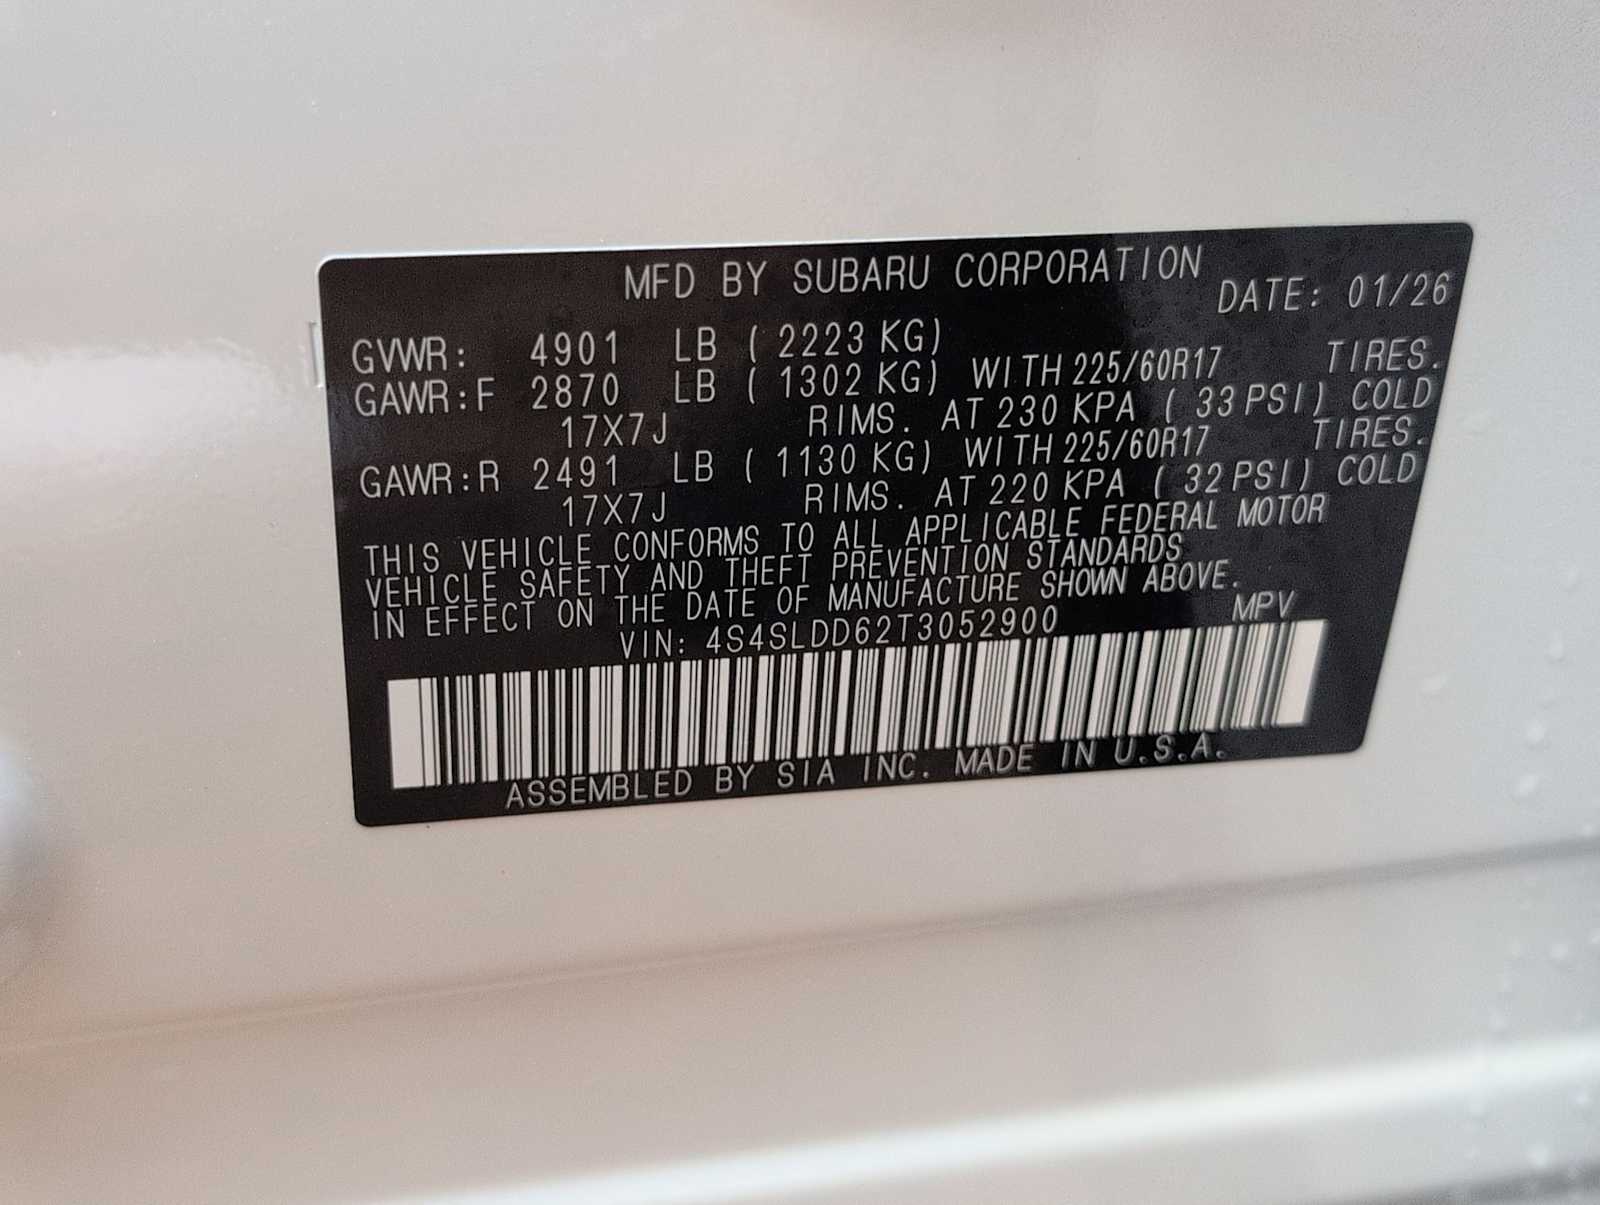 MFD BY SUBARU CORPORATION
DATE: 01/26
GVWR: 4901 LB ( 2223 KG)
GAWR:F 2870 LB ( 1302 KG) WITH 225/60R17 TIRES.
17X7J RIMS. AT 230 KPA ( 33 PSI) COLD
GAWR:R 2491 LB ( 1130 KG) WITH 225/60R17 TIRES.
17X7J RIMS. AT 220 KPA ( 32 PSI) COLD
THIS VEHICLE CONFORMS TO ALL APPLICABLE FEDERAL MOTOR
VEHICLE SAFETY AND THEFT PREVENTION STANDARDS
IN EFFECT ON THE DATE OF MANUFACTURE SHOWN ABOVE.
VIN: 4S4SLDD62T3052900 MPV
ASSEMBLED BY SIA INC. MADE IN U.S.A.